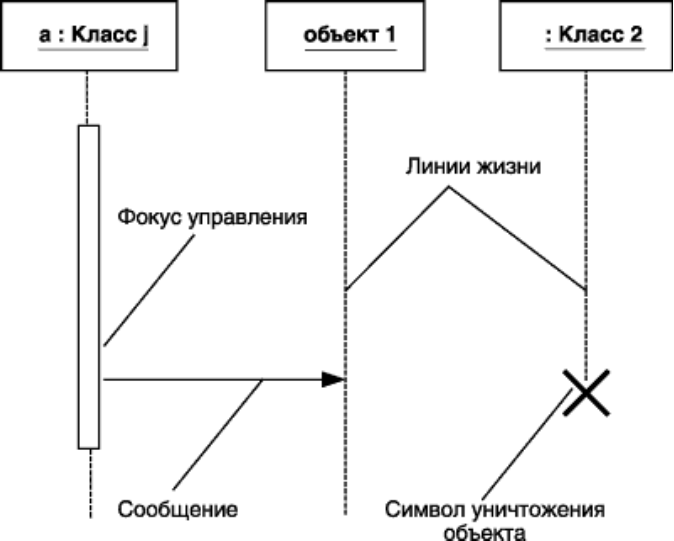 а : Класс j
объект 1
: Класс 2
Линии жизни
Фокус управления
Сообщение
Символ уничтожения
объекта